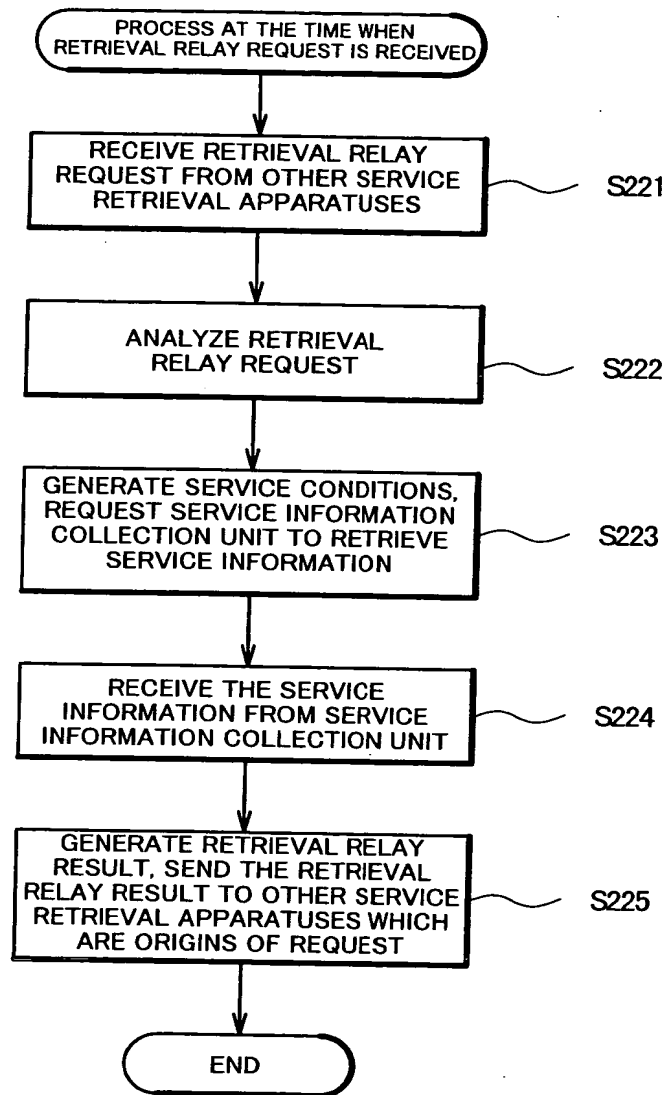 PROCESS AT THE TIME WHEN
RETRIEVAL RELAY REQUEST IS RECEIVED
RECEIVE RETRIEVAL RELAY
REQUEST FROM OTHER SERVICE
RETRIEVAL APPARATUSES
S221
ANALYZE RETRIEVAL
RELAY REQUEST
S222
GENERATE SERVICE CONDITIONS,
REQUEST SERVICE INFORMATION
COLLECTION UNIT TO RETRIEVE
SERVICE INFORMATION
S223
RECEIVE THE SERVICE
INFORMATION FROM SERVICE
INFORMATION COLLECTION UNIT
S224
GENERATE RETRIEVAL RELAY
RESULT, SEND THE RETRIEVAL
RELAY RESULT TO OTHER SERVICE
RETRIEVAL APPARATUSES WHICH
ARE ORIGINS OF REQUEST
S225
END